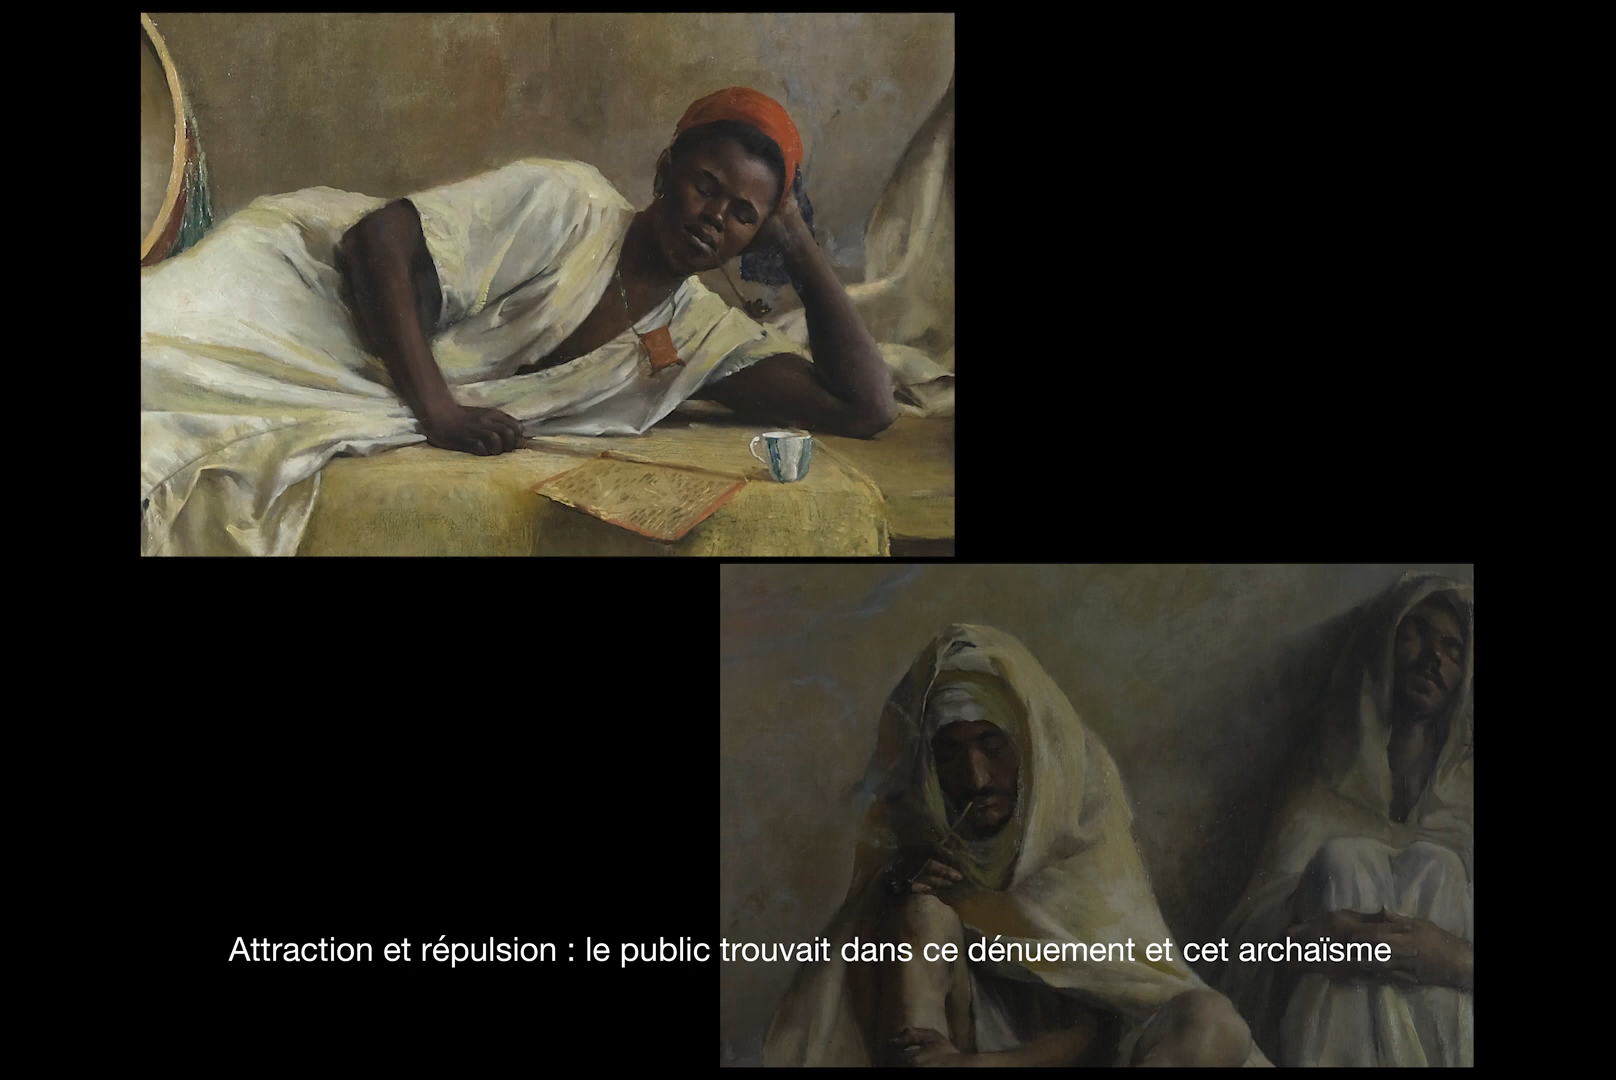 Attraction et répulsion : le public trouvait dans ce dénuement et cet archaïsme